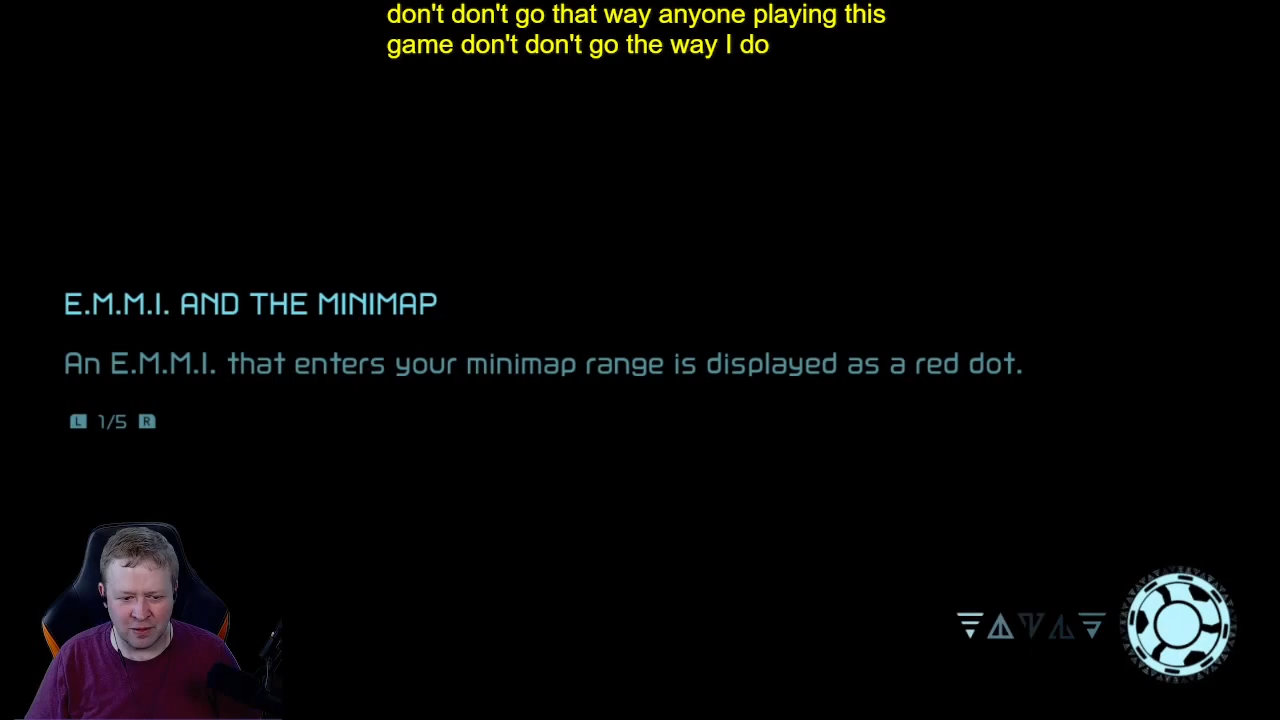 don't don't go that way anyone playing this
game don't don't go the way I do
E.M.M.I. AND THE MINIMAP
An E.M.M.I. that enters your minimap range is displayed as a red dot.
L 1/5 R